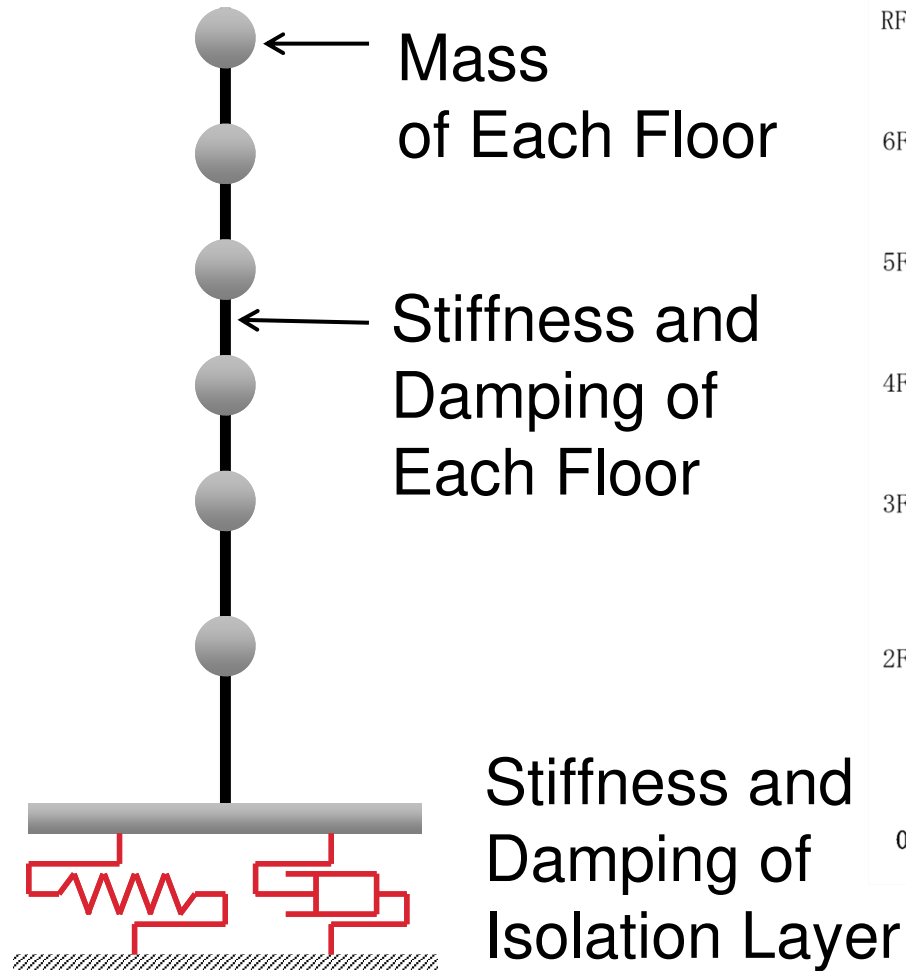 Mass
of Each Floor
Stiffness and
Damping of
Each Floor
Stiffness and
Damping of
Isolation Layer
RF
6F
5F
4F
3F
2F
0